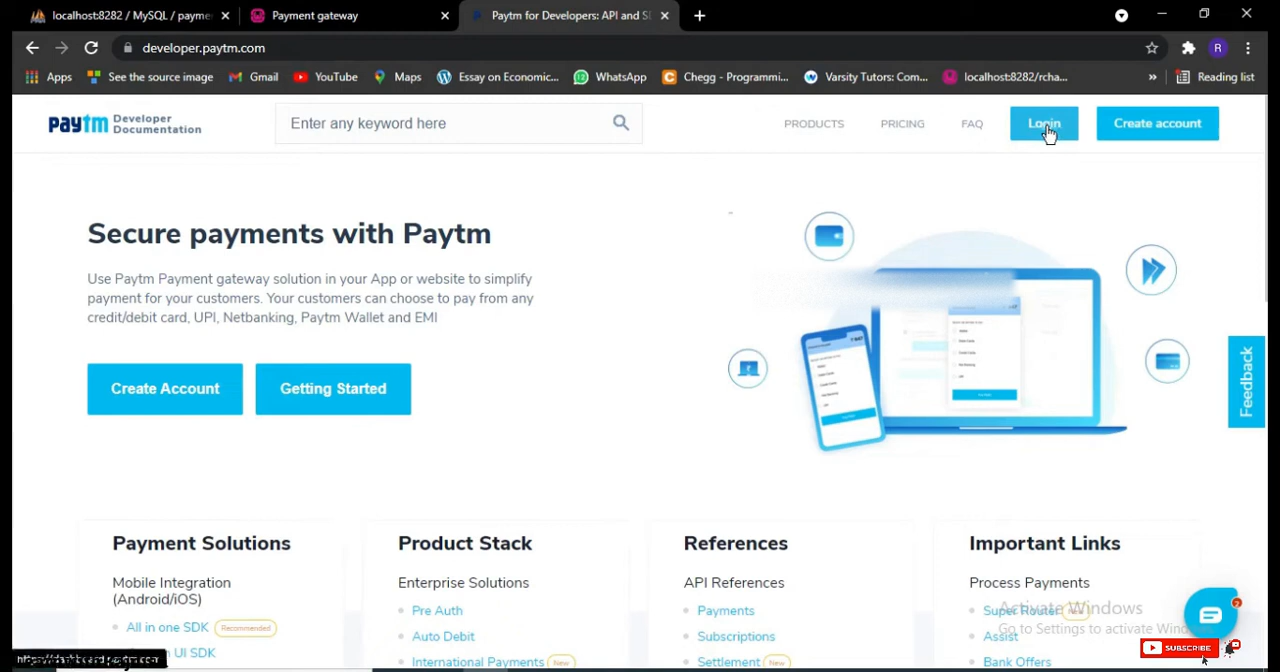 localhost:8282 / MySQL / payme
Payment gateway
Paytm for Developers: API and S
developer.paytm.com
R
Apps
See the source image
Gmail
YouTube
Maps
Essay on Economic...
WhatsApp
Chegg - Programmi...
Varsity Tutors: Com...
localhost:8282/rcha...
»
Reading list
paytm Developer
Documentation
Enter any keyword here
PRODUCTS
PRICING
FAQ
Login
Create account
Secure payments with Paytm
Use Paytm Payment gateway solution in your App or website to simplify
payment for your customers. Your customers can choose to pay from any
credit/debit card, UPI, Netbanking, Paytm Wallet and EMI
Create Account
Getting Started
Feedback
Payment Solutions
Mobile Integration
(Android/iOS)
All in one SDK Recommended
UI SDK
Product Stack
Enterprise Solutions
Pre Auth
Auto Debit
International Payments New
References
API References
Payments
Subscriptions
Settlement New
Important Links
Process Payments
Super Router New
Assist
Bank Offers
Activate Windows
Go to Settings to activate Wind
SUBSCRIBE
https://dashboard.paytm.com